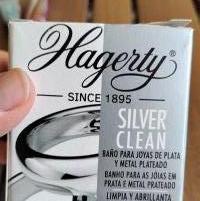 Hagerty®
SINCE 1895
SILVER
CLEAN
BAÑO PARA JOYAS DE PLATA
Y METAL PLATEADO
BANHO PARA AS JÓIAS EM
PRATA E METAL PRATEADO
LIMPIA Y ABRILLANTA